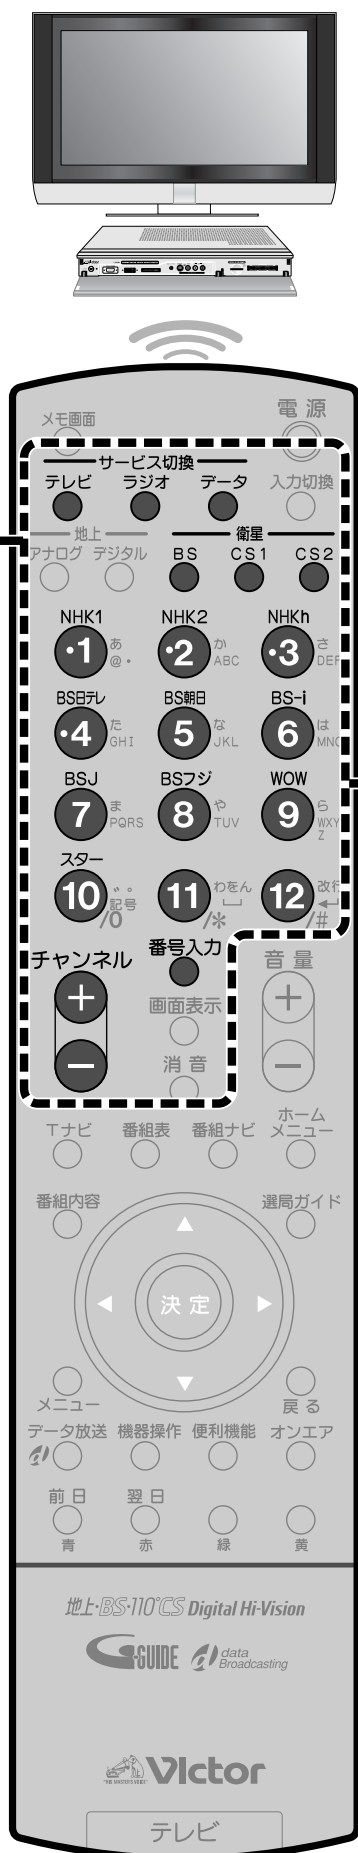 Victor
メモ画面 電源
サービス切換
テレビ ラジオ データ 入力切換
地上 衛星
アナログ デジタル BS CS1 CS2
NHK1 NHK2 NHKh
・1 あ @・ ・2 か ABC ・3 さ DEF
BS日テレ BS朝日 BS-i
・4 た GHI 5 な JKL 6 は MNO
BSJ BSフジ WOW
7 ま PQRS 8 や TUV 9 ら WXYZ
スター
10 ゛゜ 記号 /0 11 わをん /* 12 改行 /#
チャンネル 番号入力 音量
+ 画面表示 +
− 消音 −
Tナビ 番組表 番組ナビ ホームメニュー
番組内容 選局ガイド
決定
メニュー 戻る
データ放送 機器操作 便利機能 オンエア
d
前日 翌日
青 赤 緑 黄
地上・BS・110°CS Digital Hi-Vision
G-GUIDE d data Broadcasting
"HIS MASTER'S VOICE" Victor
テレビ